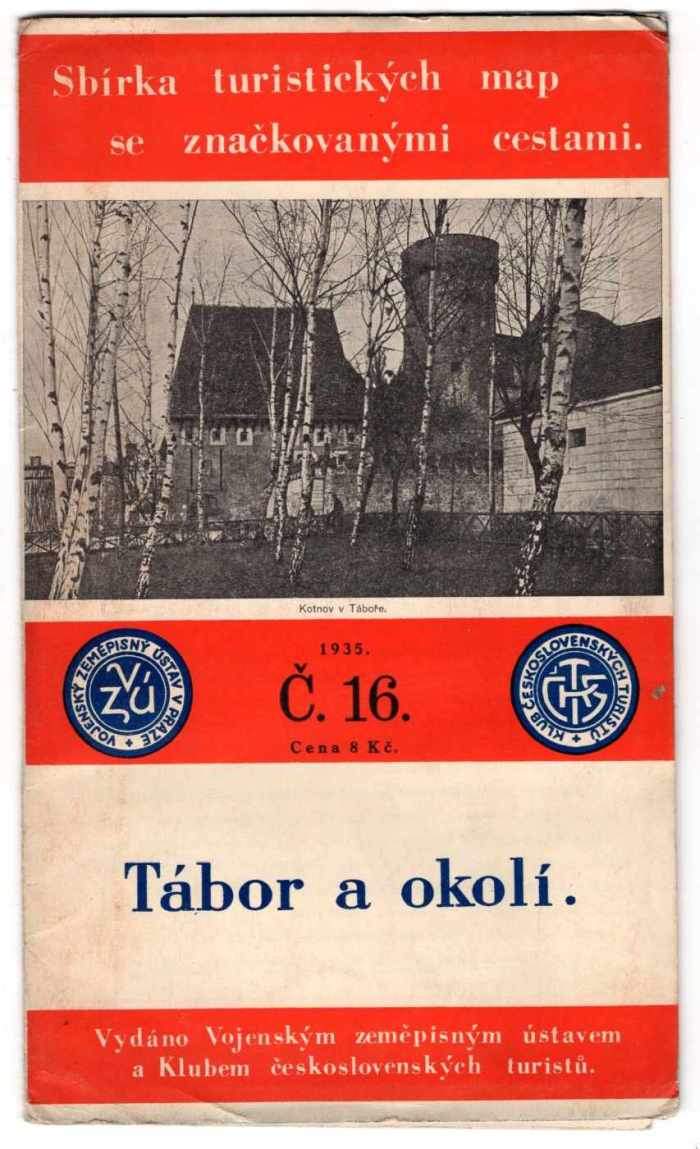 Sbírka turistických map
se značkovanými cestami.
Kotnov v Táboře.
VOJENSKÝ ZEMĚPISNÝ ÚSTAV V PRAZE +
VZÚ
1935.
Č. 16.
Cena 8 Kč.
KLUB ČESKOSLOVENSKÝCH TURISTŮ +
KČST
Tábor a okolí.
Vydáno Vojenským zeměpisným ústavem
a Klubem československých turistů.